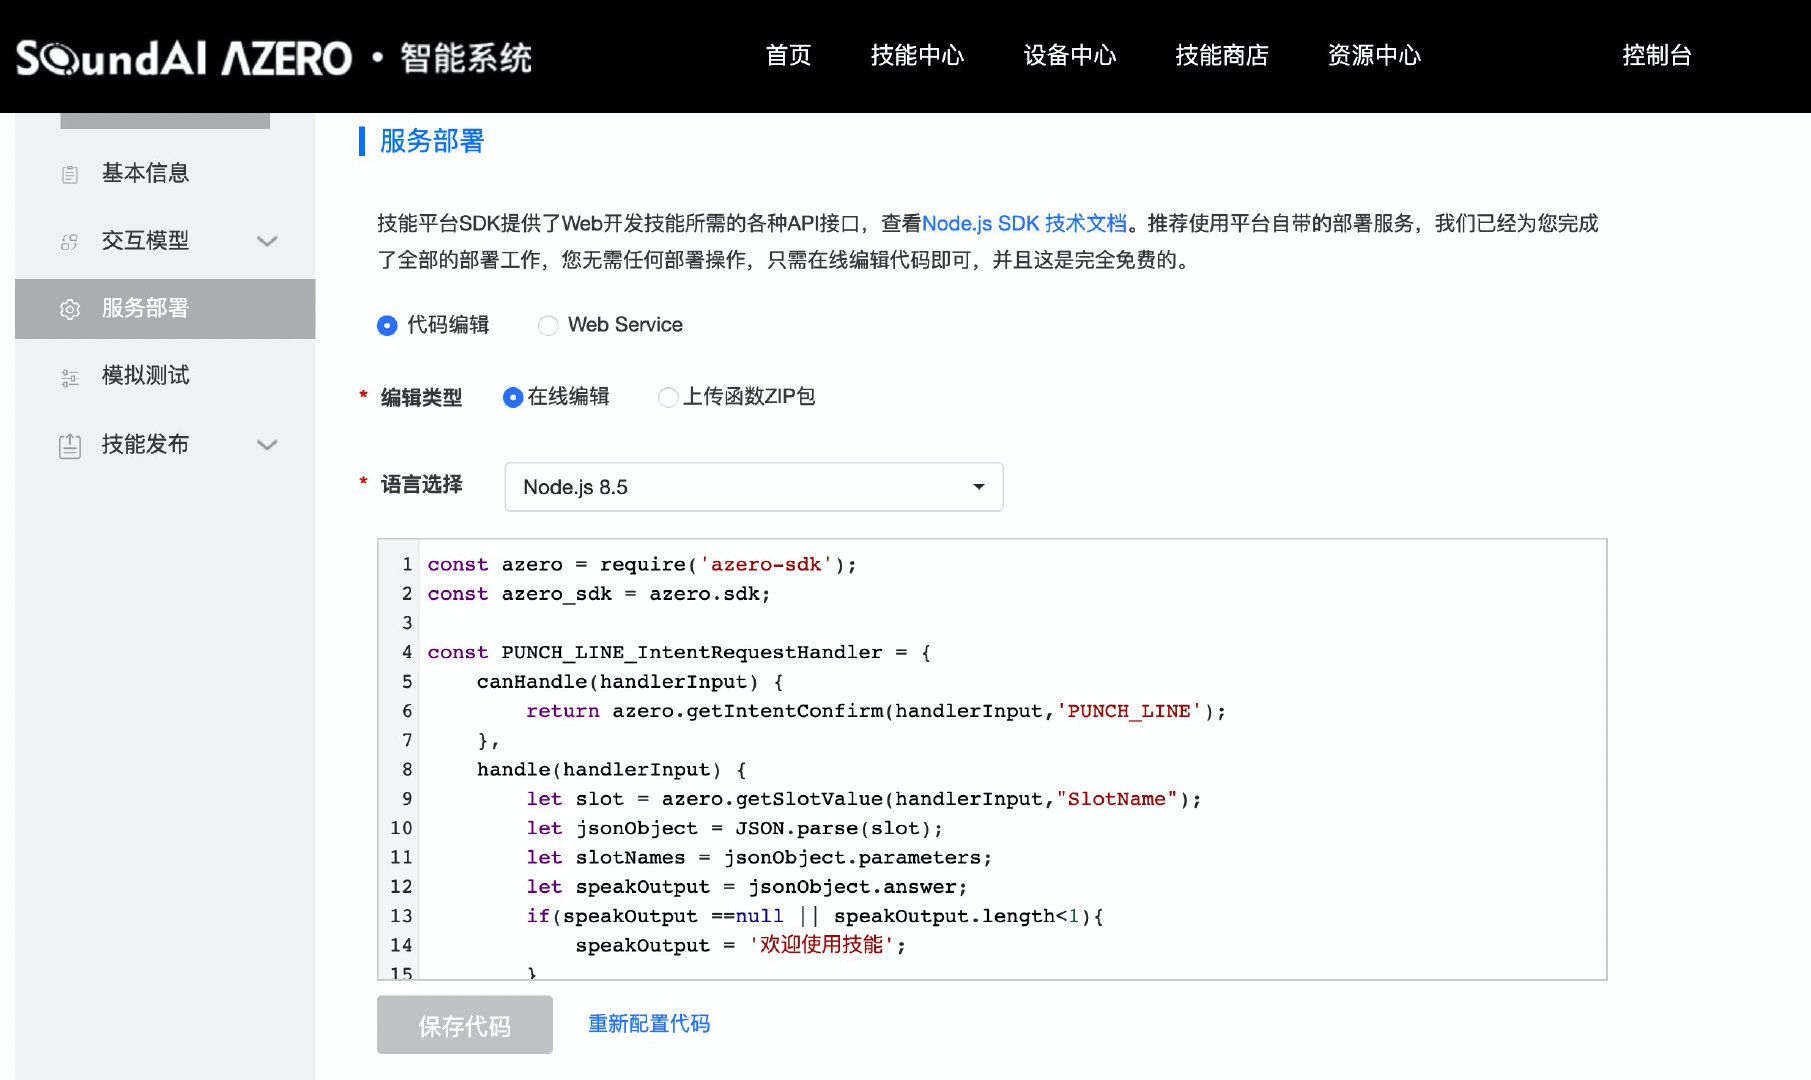 SoundAI AZERO · 智能系统
首页 技能中心 设备中心 技能商店 资源中心 控制台
基本信息
交互模型
服务部署
模拟测试
技能发布
服务部署
技能平台SDK提供了Web开发技能所需的各种API接口，查看Node.js SDK 技术文档。推荐使用平台自带的部署服务，我们已经为您完成
了全部的部署工作，您无需任何部署操作，只需在线编辑代码即可，并且这是完全免费的。
代码编辑 Web Service
* 编辑类型 在线编辑 上传函数ZIP包
* 语言选择 Node.js 8.5
1 const azero = require('azero-sdk');
2 const azero_sdk = azero.sdk;
3
4 const PUNCH_LINE_IntentRequestHandler = {
5 canHandle(handlerInput) {
6 return azero.getIntentConfirm(handlerInput,'PUNCH_LINE');
7 },
8 handle(handlerInput) {
9 let slot = azero.getSlotValue(handlerInput,"SlotName");
10 let jsonObject = JSON.parse(slot);
11 let slotNames = jsonObject.parameters;
12 let speakOutput = jsonObject.answer;
13 if(speakOutput ==null || speakOutput.length<1){
14 speakOutput = '欢迎使用技能';
15 }
保存代码 重新配置代码